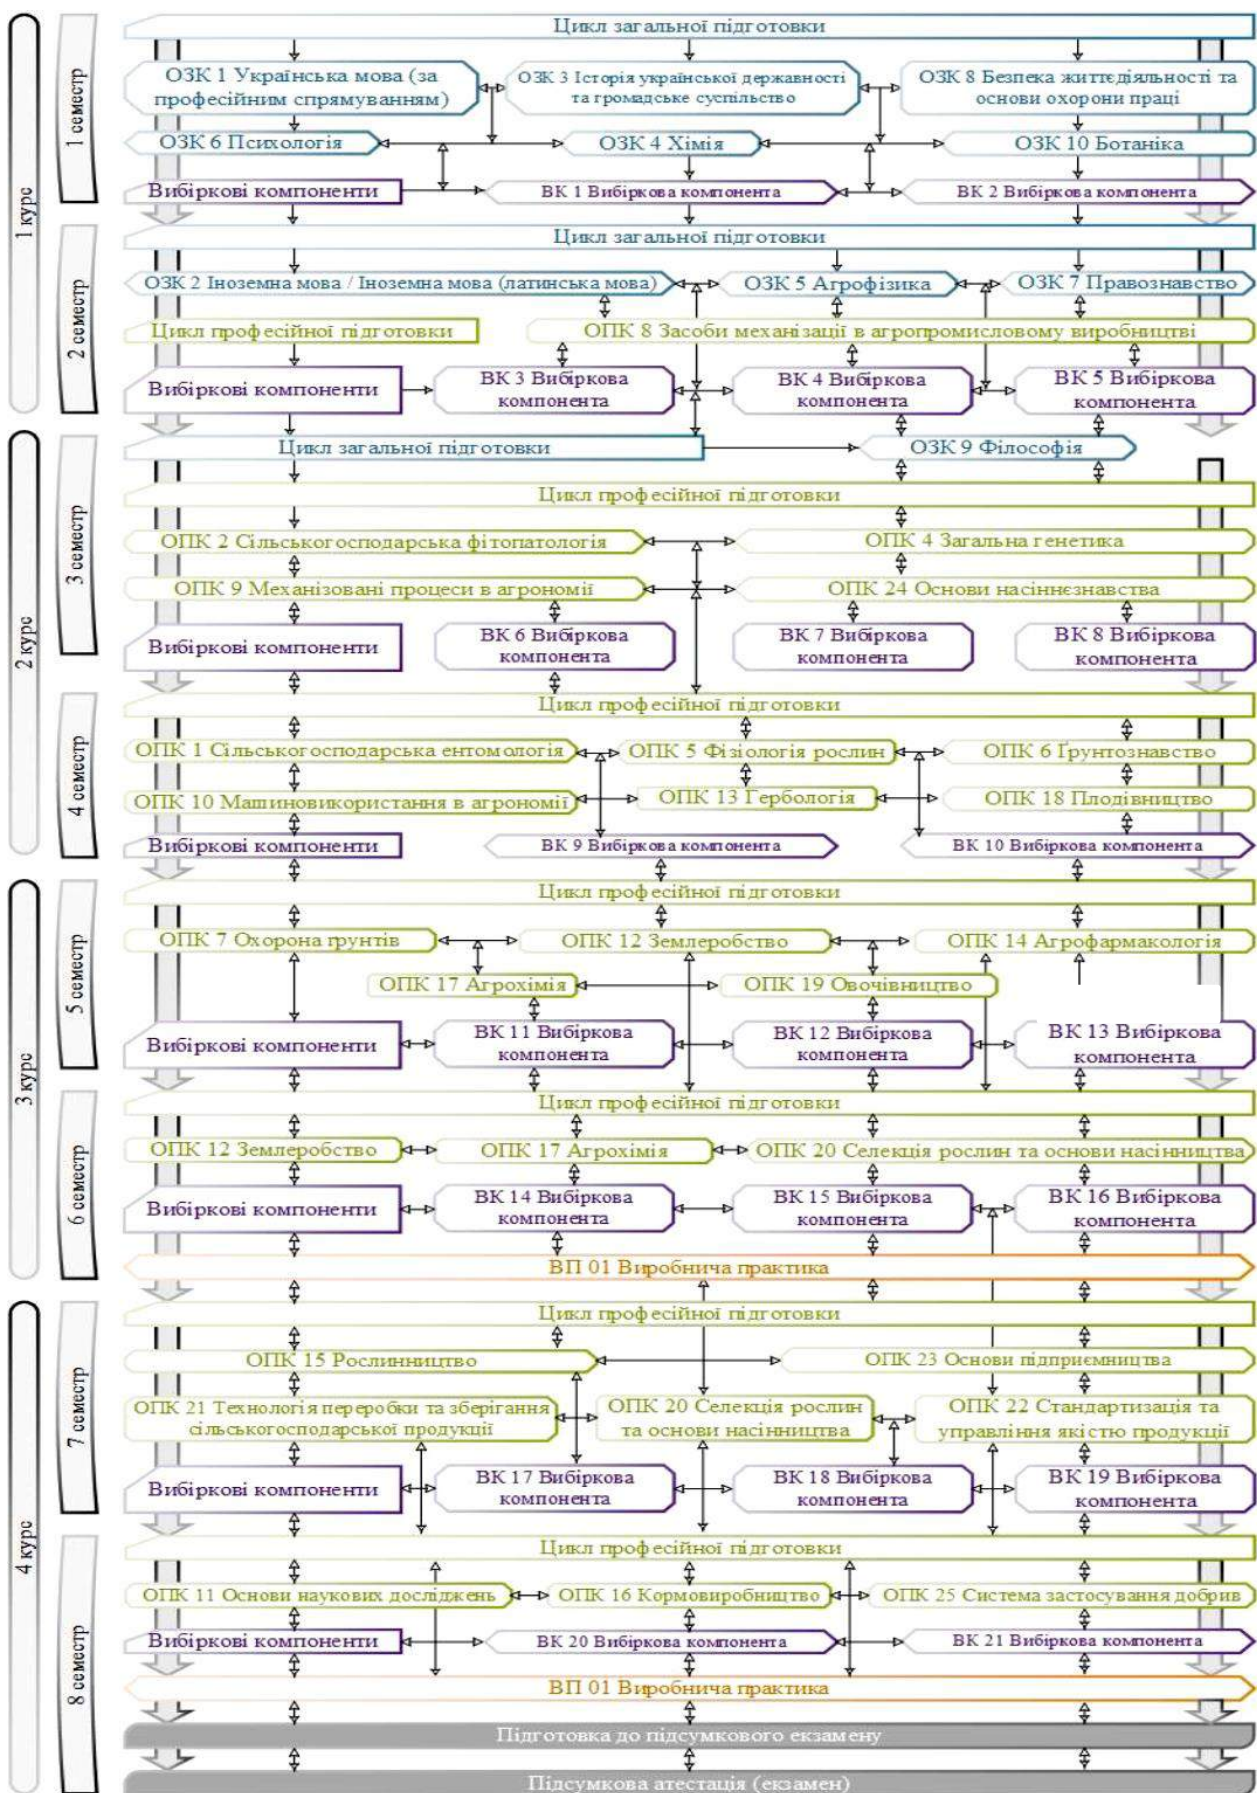 1 курс
1 семестр
Цикл загальної підготовки
ОЗК 1 Українська мова (за
професійним спрямуванням)
ОЗК 3 Історія української державності
та громадське суспільство
ОЗК 8 Безпека життєдіяльності та
основи охорони праці
ОЗК 6 Психологія
ОЗК 4 Хімія
ОЗК 10 Ботаніка
Вибіркові компоненти
ВК 1 Вибіркова компонента
ВК 2 Вибіркова компонента
2 семестр
Цикл загальної підготовки
ОЗК 2 Іноземна мова / Іноземна мова (латинська мова)
ОЗК 5 Агрофізика
ОЗК 7 Правознавство
Цикл професійної підготовки
ОПК 8 Засоби механізації в агропромисловому виробництві
Вибіркові компоненти
ВК 3 Вибіркова
компонента
ВК 4 Вибіркова
компонента
ВК 5 Вибіркова
компонента
2 курс
3 семестр
Цикл загальної підготовки
ОЗК 9 Філософія
Цикл професійної підготовки
ОПК 2 Сільськогосподарська фітопатологія
ОПК 4 Загальна генетика
ОПК 9 Механізовані процеси в агрономії
ОПК 24 Основи насіннєзнавства
Вибіркові компоненти
ВК 6 Вибіркова
компонента
ВК 7 Вибіркова
компонента
ВК 8 Вибіркова
компонента
4 семестр
Цикл професійної підготовки
ОПК 1 Сільськогосподарська ентомологія
ОПК 5 Фізіологія рослин
ОПК 6 Ґрунтознавство
ОПК 10 Машиновикористання в агрономії
ОПК 13 Гербологія
ОПК 18 Плодівництво
Вибіркові компоненти
ВК 9 Вибіркова компонента
ВК 10 Вибіркова компонента
3 курс
5 семестр
Цикл професійної підготовки
ОПК 7 Охорона ґрунтів
ОПК 12 Землеробство
ОПК 14 Агрофармакологія
ОПК 17 Агрохімія
ОПК 19 Овочівництво
Вибіркові компоненти
ВК 11 Вибіркова
компонента
ВК 12 Вибіркова
компонента
ВК 13 Вибіркова
компонента
6 семестр
Цикл професійної підготовки
ОПК 12 Землеробство
ОПК 17 Агрохімія
ОПК 20 Селекція рослин та основи насінництва
Вибіркові компоненти
ВК 14 Вибіркова
компонента
ВК 15 Вибіркова
компонента
ВК 16 Вибіркова
компонента
ВП 01 Виробнича практика
4 курс
7 семестр
Цикл професійної підготовки
ОПК 15 Рослинництво
ОПК 23 Основи підприємництва
ОПК 21 Технологія переробки та зберігання
сільськогосподарської продукції
ОПК 20 Селекція рослин
та основи насінництва
ОПК 22 Стандартизація та
управління якістю продукції
Вибіркові компоненти
ВК 17 Вибіркова
компонента
ВК 18 Вибіркова
компонента
ВК 19 Вибіркова
компонента
8 семестр
Цикл професійної підготовки
ОПК 11 Основи наукових досліджень
ОПК 16 Кормовиробництво
ОПК 25 Система застосування добрив
Вибіркові компоненти
ВК 20 Вибіркова компонента
ВК 21 Вибіркова компонента
ВП 01 Виробнича практика
Підготовка до підсумкового екзамену
Підсумкова атестація (екзамен)